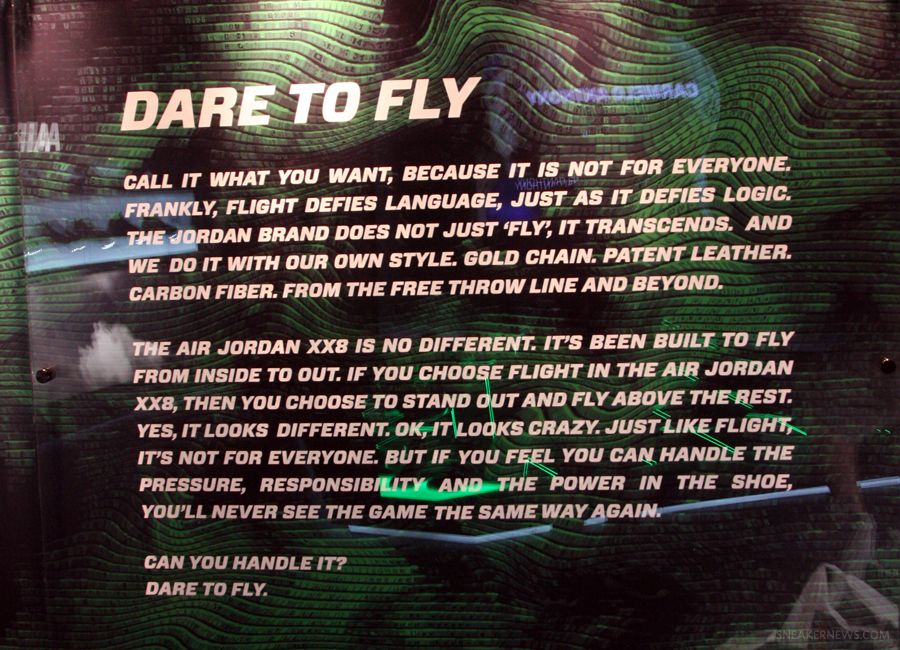 DARE TO FLY
CALL IT WHAT YOU WANT, BECAUSE IT IS NOT FOR EVERYONE.
FRANKLY, FLIGHT DEFIES LANGUAGE, JUST AS IT DEFIES LOGIC.
THE JORDAN BRAND DOES NOT JUST ‘FLY’, IT TRANSCENDS. AND
WE DO IT WITH OUR OWN STYLE. GOLD CHAIN. PATENT LEATHER.
CARBON FIBER. FROM THE FREE THROW LINE AND BEYOND.
THE AIR JORDAN XX8 IS NO DIFFERENT. IT’S BEEN BUILT TO FLY
FROM INSIDE TO OUT. IF YOU CHOOSE FLIGHT IN THE AIR JORDAN
XX8, THEN YOU CHOOSE TO STAND OUT AND FLY ABOVE THE REST.
YES, IT LOOKS DIFFERENT. OK, IT LOOKS CRAZY. JUST LIKE FLIGHT,
IT’S NOT FOR EVERYONE. BUT IF YOU FEEL YOU CAN HANDLE THE
PRESSURE, RESPONSIBILITY AND THE POWER IN THE SHOE,
YOU’LL NEVER SEE THE GAME THE SAME WAY AGAIN.
CAN YOU HANDLE IT?
DARE TO FLY.
CARMELO ANTHONY
SNEAKERNEWS.COM